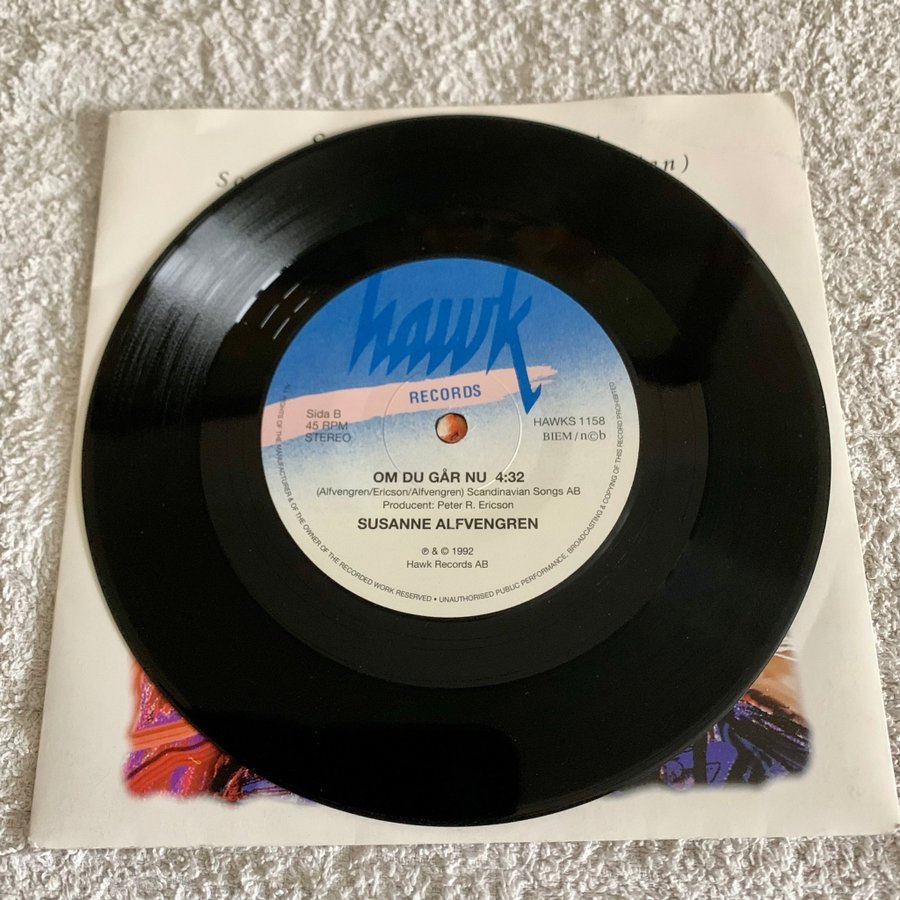 hawk
RECORDS
Sida B
45 RPM
STEREO
HAWKS 1158
BIEM / n©b
OM DU GÅR NU 4:32
(Alfvengren/Ericson/Alfvengren) Scandinavian Songs AB
Producent: Peter R. Ericson
SUSANNE ALFVENGREN
℗ & © 1992
Hawk Records AB
ALL RIGHTS OF THE MANUFACTURER & OF THE OWNER OF THE RECORDED WORK RESERVED • UNAUTHORISED PUBLIC PERFORMANCE, BROADCASTING & COPYING OF THIS RECORD PROHIBITED